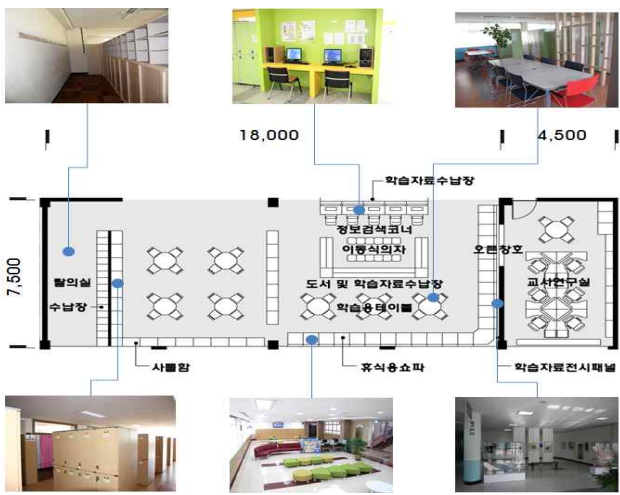 18,000
4,500
7,500
학습자료수납장
정보검색코너
이동식의자
오픈창호
탈의실
도서 및 학습자료수납장
교사연구실
수납장
학습용테이블
사물함
휴식용쇼파
학습자료전시패널